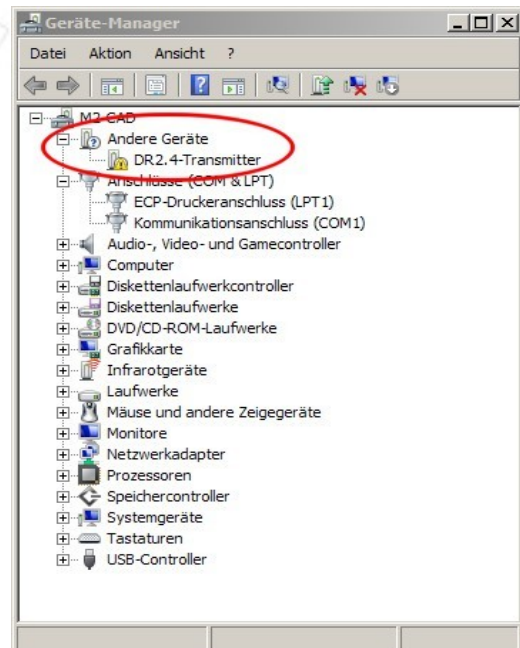 Geräte-Manager
Datei Aktion Ansicht ?
M2-CAD
Andere Geräte
DR2.4-Transmitter
Anschlüsse (COM & LPT)
ECP-Druckeranschluss (LPT1)
Kommunikationsanschluss (COM1)
Audio-, Video- und Gamecontroller
Computer
Diskettenlaufwerkcontroller
Diskettenlaufwerke
DVD/CD-ROM-Laufwerke
Grafikkarte
Infrarotgeräte
Laufwerke
Mäuse und andere Zeigegeräte
Monitore
Netzwerkadapter
Prozessoren
Speichercontroller
Systemgeräte
Tastaturen
USB-Controller